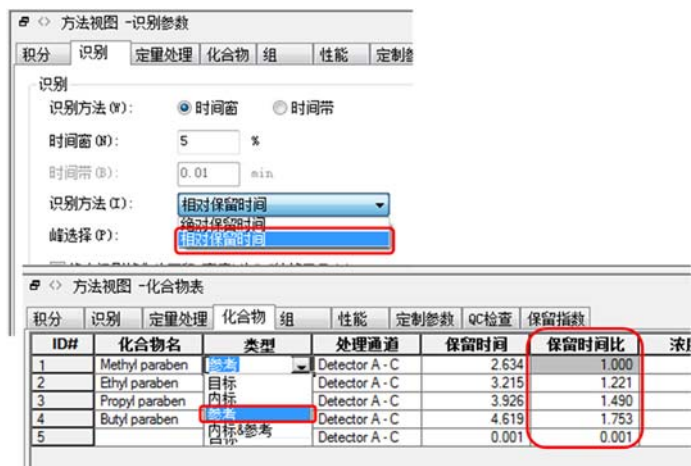 方法视图 -识别参数
积分 识别 定量处理 化合物 组 性能 定制参
识别
识别方法(W): 时间窗 时间带
时间窗(N): 5 %
时间带(B): 0.01 min
识别方法(I): 相对保留时间
绝对保留时间
峰选择(P): 相对保留时间
方法视图 -化合物表
积分 识别 定量处理 化合物 组 性能 定制参数 QC检查 保留指数
ID# 化合物名 类型 处理通道 保留时间 保留时间比 浓度
1 Methyl paraben 参考 Detector A - C 2.634 1.000
2 Ethyl paraben 目标 Detector A - C 3.215 1.221
3 Propyl paraben 内标 Detector A - C 3.926 1.490
4 Butyl paraben 参考 Detector A - C 4.619 1.753
5 内标&参考 Detector A - C 0.001 0.001